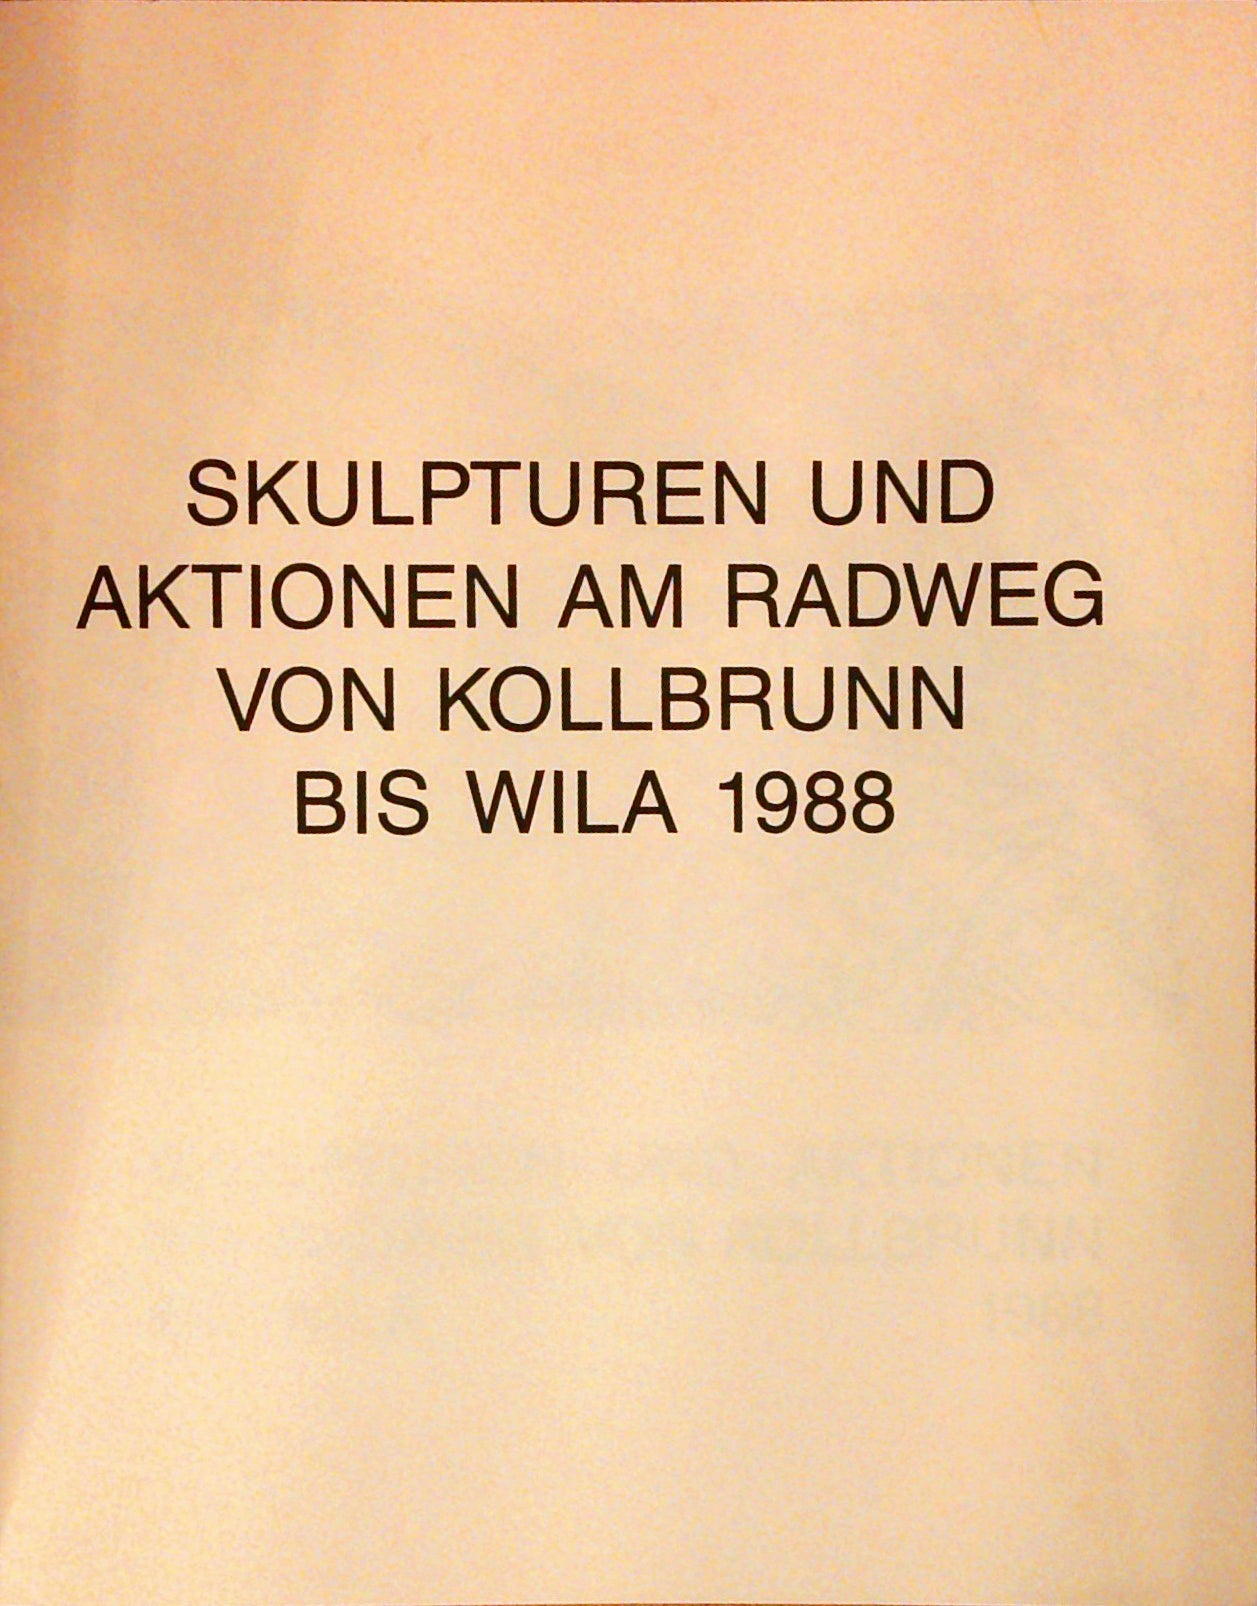 SKULPTUREN UND
AKTIONEN AM RADWEG
VON KOLLBRUNN
BIS WILA 1988